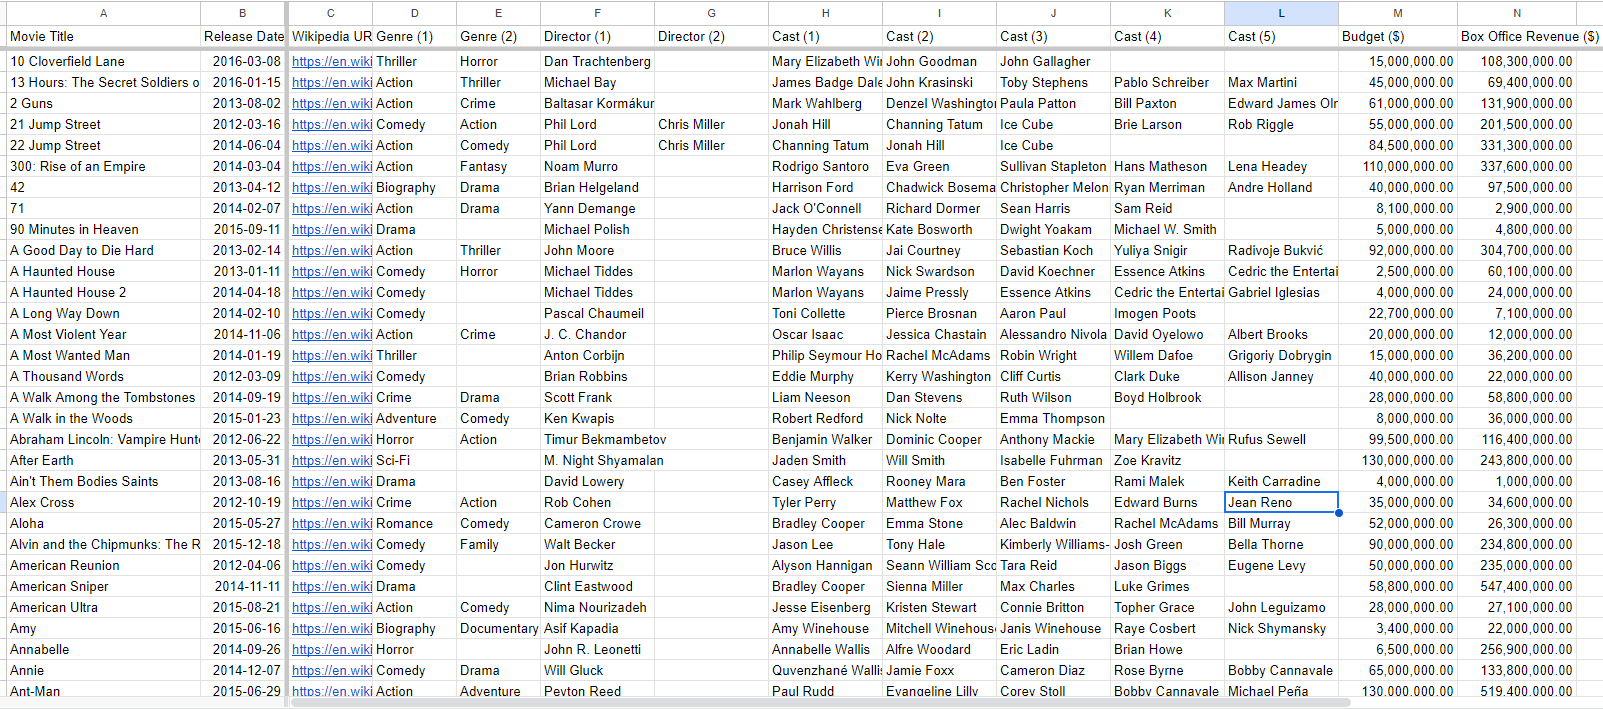 A B C D E F G H I J K L M N
Movie Title Release Date Wikipedia UR Genre (1) Genre (2) Director (1) Director (2) Cast (1) Cast (2) Cast (3) Cast (4) Cast (5) Budget ($) Box Office Revenue ($)
10 Cloverfield Lane 2016-03-08 https://en.wiki Thriller Horror Dan Trachtenberg Mary Elizabeth Wi John Goodman John Gallagher 15,000,000.00 108,300,000.00
13 Hours: The Secret Soldiers o 2016-01-15 https://en.wiki Action Thriller Michael Bay James Badge Dale John Krasinski Toby Stephens Pablo Schreiber Max Martini 45,000,000.00 69,400,000.00
2 Guns 2013-08-02 https://en.wiki Action Crime Baltasar Kormákur Mark Wahlberg Denzel Washington Paula Patton Bill Paxton Edward James Olr 61,000,000.00 131,900,000.00
21 Jump Street 2012-03-16 https://en.wiki Comedy Action Phil Lord Chris Miller Jonah Hill Channing Tatum Ice Cube Brie Larson Rob Riggle 55,000,000.00 201,500,000.00
22 Jump Street 2014-06-04 https://en.wiki Action Comedy Phil Lord Chris Miller Channing Tatum Jonah Hill Ice Cube 84,500,000.00 331,300,000.00
300: Rise of an Empire 2014-03-04 https://en.wiki Action Fantasy Noam Murro Rodrigo Santoro Eva Green Sullivan Stapleton Hans Matheson Lena Headey 110,000,000.00 337,600,000.00
42 2013-04-12 https://en.wiki Biography Drama Brian Helgeland Harrison Ford Chadwick Bosema Christopher Melon Ryan Merriman Andre Holland 40,000,000.00 97,500,000.00
71 2014-02-07 https://en.wiki Action Drama Yann Demange Jack O'Connell Richard Dormer Sean Harris Sam Reid 8,100,000.00 2,900,000.00
90 Minutes in Heaven 2015-09-11 https://en.wiki Drama Michael Polish Hayden Christense Kate Bosworth Dwight Yoakam Michael W. Smith 5,000,000.00 4,800,000.00
A Good Day to Die Hard 2013-02-14 https://en.wiki Action Thriller John Moore Bruce Willis Jai Courtney Sebastian Koch Yuliya Snigir Radivoje Bukvić 92,000,000.00 304,700,000.00
A Haunted House 2013-01-11 https://en.wiki Comedy Horror Michael Tiddes Marlon Wayans Nick Swardson David Koechner Essence Atkins Cedric the Entertai 2,500,000.00 60,100,000.00
A Haunted House 2 2014-04-18 https://en.wiki Comedy Michael Tiddes Marlon Wayans Jaime Pressly Essence Atkins Cedric the Entertai Gabriel Iglesias 4,000,000.00 24,000,000.00
A Long Way Down 2014-02-10 https://en.wiki Comedy Pascal Chaumeil Toni Collette Pierce Brosnan Aaron Paul Imogen Poots 22,700,000.00 7,100,000.00
A Most Violent Year 2014-11-06 https://en.wiki Action Crime J. C. Chandor Oscar Isaac Jessica Chastain Alessandro Nivola David Oyelowo Albert Brooks 20,000,000.00 12,000,000.00
A Most Wanted Man 2014-01-19 https://en.wiki Thriller Anton Corbijn Philip Seymour Ho Rachel McAdams Robin Wright Willem Dafoe Grigoriy Dobrygin 15,000,000.00 36,200,000.00
A Thousand Words 2012-03-09 https://en.wiki Comedy Brian Robbins Eddie Murphy Kerry Washington Cliff Curtis Clark Duke Allison Janney 40,000,000.00 22,000,000.00
A Walk Among the Tombstones 2014-09-19 https://en.wiki Crime Drama Scott Frank Liam Neeson Dan Stevens Ruth Wilson Boyd Holbrook 28,000,000.00 58,800,000.00
A Walk in the Woods 2015-01-23 https://en.wiki Adventure Comedy Ken Kwapis Robert Redford Nick Nolte Emma Thompson 8,000,000.00 36,000,000.00
Abraham Lincoln: Vampire Hunt 2012-06-22 https://en.wiki Horror Action Timur Bekmambetov Benjamin Walker Dominic Cooper Anthony Mackie Mary Elizabeth Wi Rufus Sewell 99,500,000.00 116,400,000.00
After Earth 2013-05-31 https://en.wiki Sci-Fi M. Night Shyamalan Jaden Smith Will Smith Isabelle Fuhrman Zoe Kravitz 130,000,000.00 243,800,000.00
Ain't Them Bodies Saints 2013-08-16 https://en.wiki Drama David Lowery Casey Affleck Rooney Mara Ben Foster Rami Malek Keith Carradine 4,000,000.00 1,000,000.00
Alex Cross 2012-10-19 https://en.wiki Crime Action Rob Cohen Tyler Perry Matthew Fox Rachel Nichols Edward Burns Jean Reno 35,000,000.00 34,600,000.00
Aloha 2015-05-27 https://en.wiki Romance Comedy Cameron Crowe Bradley Cooper Emma Stone Alec Baldwin Rachel McAdams Bill Murray 52,000,000.00 26,300,000.00
Alvin and the Chipmunks: The R 2015-12-18 https://en.wiki Comedy Family Walt Becker Jason Lee Tony Hale Kimberly Williams- Josh Green Bella Thorne 90,000,000.00 234,800,000.00
American Reunion 2012-04-06 https://en.wiki Comedy Jon Hurwitz Alyson Hannigan Seann William Sco Tara Reid Jason Biggs Eugene Levy 50,000,000.00 235,000,000.00
American Sniper 2014-11-11 https://en.wiki Drama Clint Eastwood Bradley Cooper Sienna Miller Max Charles Luke Grimes 58,800,000.00 547,400,000.00
American Ultra 2015-08-21 https://en.wiki Action Comedy Nima Nourizadeh Jesse Eisenberg Kristen Stewart Connie Britton Topher Grace John Leguizamo 28,000,000.00 27,100,000.00
Amy 2015-06-16 https://en.wiki Biography Documentary Asif Kapadia Amy Winehouse Mitchell Winehous Janis Winehouse Raye Cosbert Nick Shymansky 3,400,000.00 22,000,000.00
Annabelle 2014-09-26 https://en.wiki Horror John R. Leonetti Annabelle Wallis Alfre Woodard Eric Ladin Brian Howe 6,500,000.00 256,900,000.00
Annie 2014-12-07 https://en.wiki Comedy Drama Will Gluck Quvenzhané Wallis Jamie Foxx Cameron Diaz Rose Byrne Bobby Cannavale 65,000,000.00 133,800,000.00
Ant-Man 2015-06-29 https://en.wiki Action Adventure Peyton Reed Paul Rudd Evangeline Lilly Corey Stoll Bobby Cannavale Michael Peña 130,000,000.00 519,400,000.00